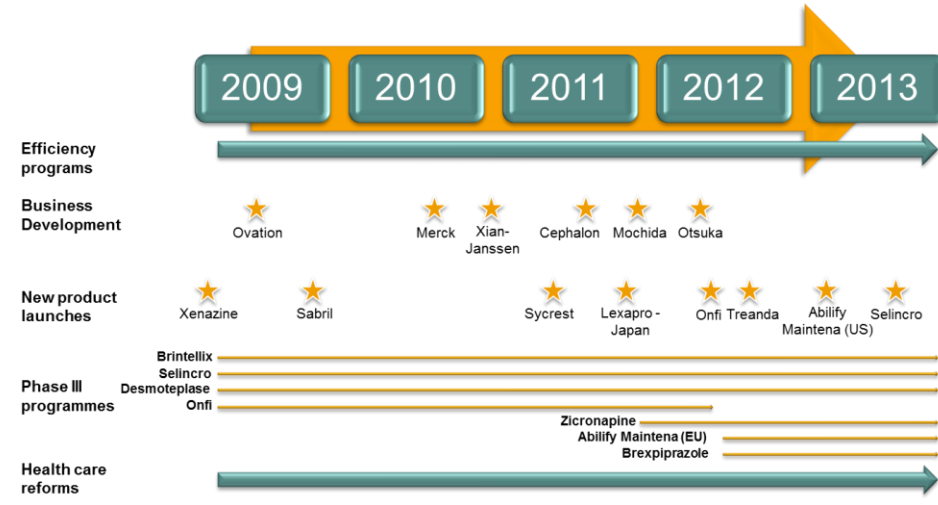 2009 2010 2011 2012 2013
Efficiency
programs
Business
Development
Ovation Merck Xian-
Janssen Cephalon Mochida Otsuka
New product
launches
Xenazine Sabril Sycrest Lexapro -
Japan Onfi Treanda Abilify
Maintena (US) Selincro
Phase III
programmes
Brintellix
Selincro
Desmoteplase
Onfi
Zicronapine
Abilify Maintena (EU)
Brexpiprazole
Health care
reforms